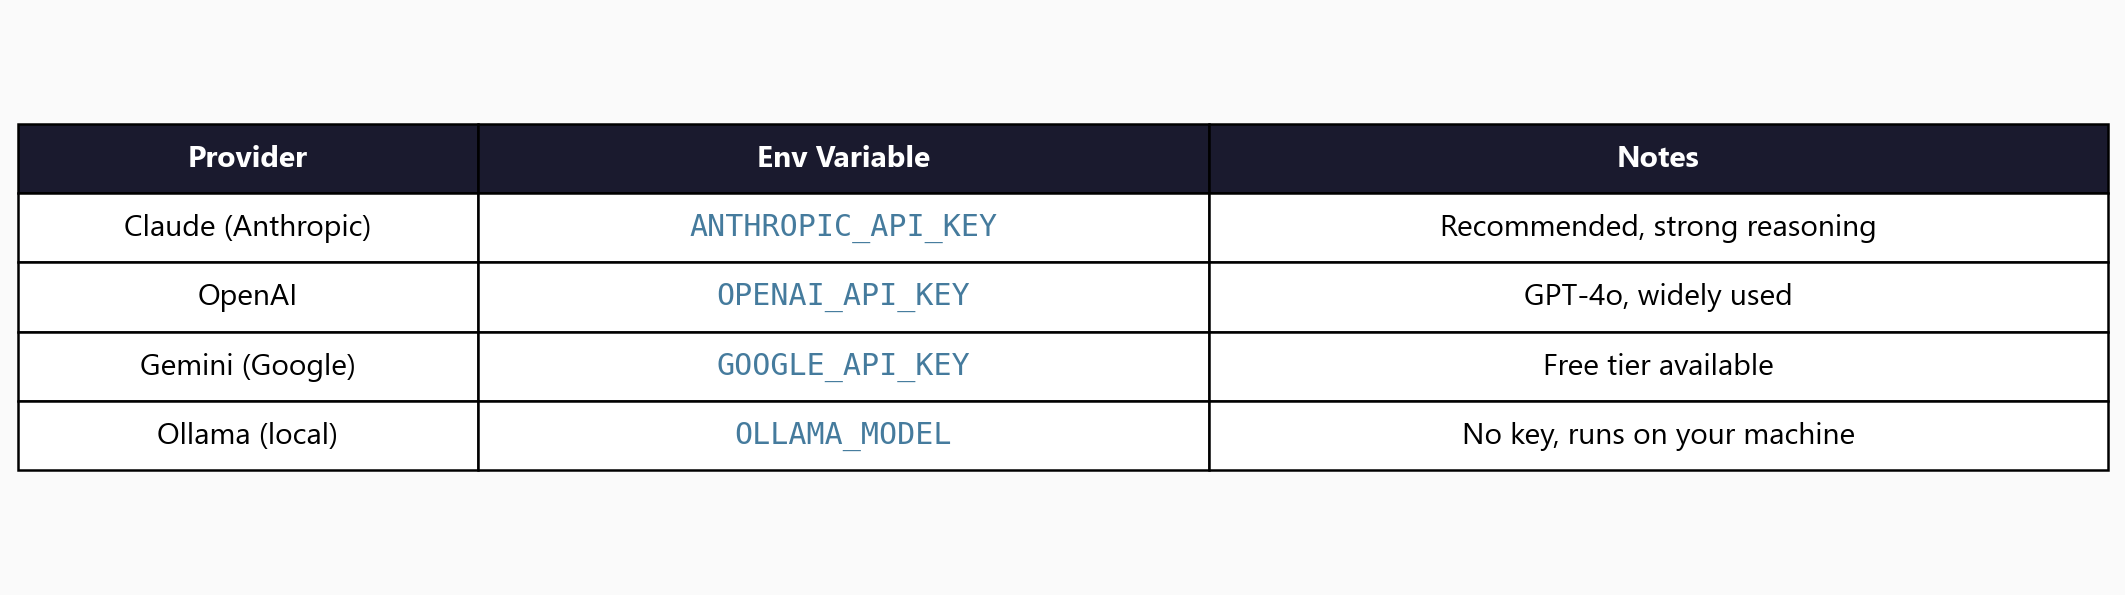 Provider Env Variable Notes
Claude (Anthropic) ANTHROPIC_API_KEY Recommended, strong reasoning
OpenAI OPENAI_API_KEY GPT-4o, widely used
Gemini (Google) GOOGLE_API_KEY Free tier available
Ollama (local) OLLAMA_MODEL No key, runs on your machine